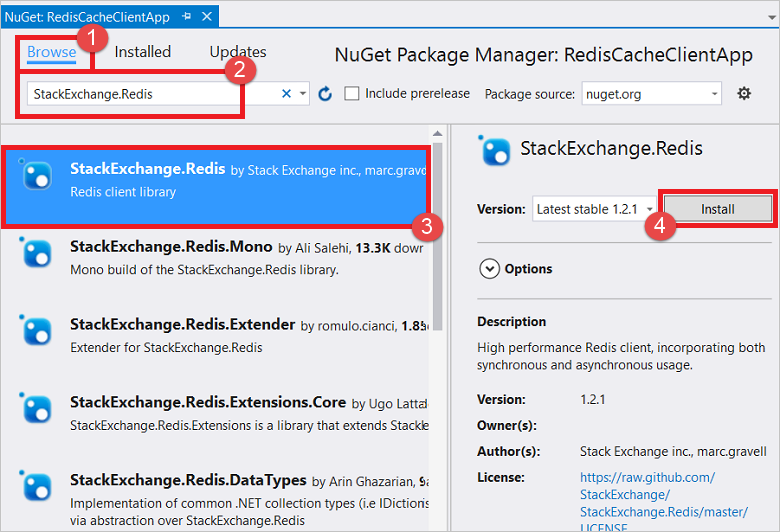 NuGet: RedisCacheClientApp
1
Browse Installed Updates NuGet Package Manager: RedisCacheClientApp
2
StackExchange.Redis Include prerelease Package source: nuget.org
StackExchange.Redis by Stack Exchange inc., marc.gravell
Redis client library
3
StackExchange.Redis.Mono by Ali Salehi, 13.3K down
Mono build of the StackExchange.Redis library.
StackExchange.Redis.Extender by romulo.cianci, 1.8
Extender for StackExchange.Redis
StackExchange.Redis.Extensions.Core by Ugo Latta
StackExchange.Redis.Extensions is a library that extends Stack
StackExchange.Redis.DataTypes by Arin Ghazarian,
Implementation of common .NET collection types (i.e IDictionis
via abstraction over StackExchange.Redis
StackExchange.Redis
Version: Latest stable 1.2.1 Install
4
Options
Description
High performance Redis client, incorporating both
synchronous and asynchronous usage.
Version: 1.2.1
Owner(s):
Author(s): Stack Exchange inc., marc.gravell
License: https://raw.github.com/
StackExchange/
StackExchange.Redis/master/
LICENSE